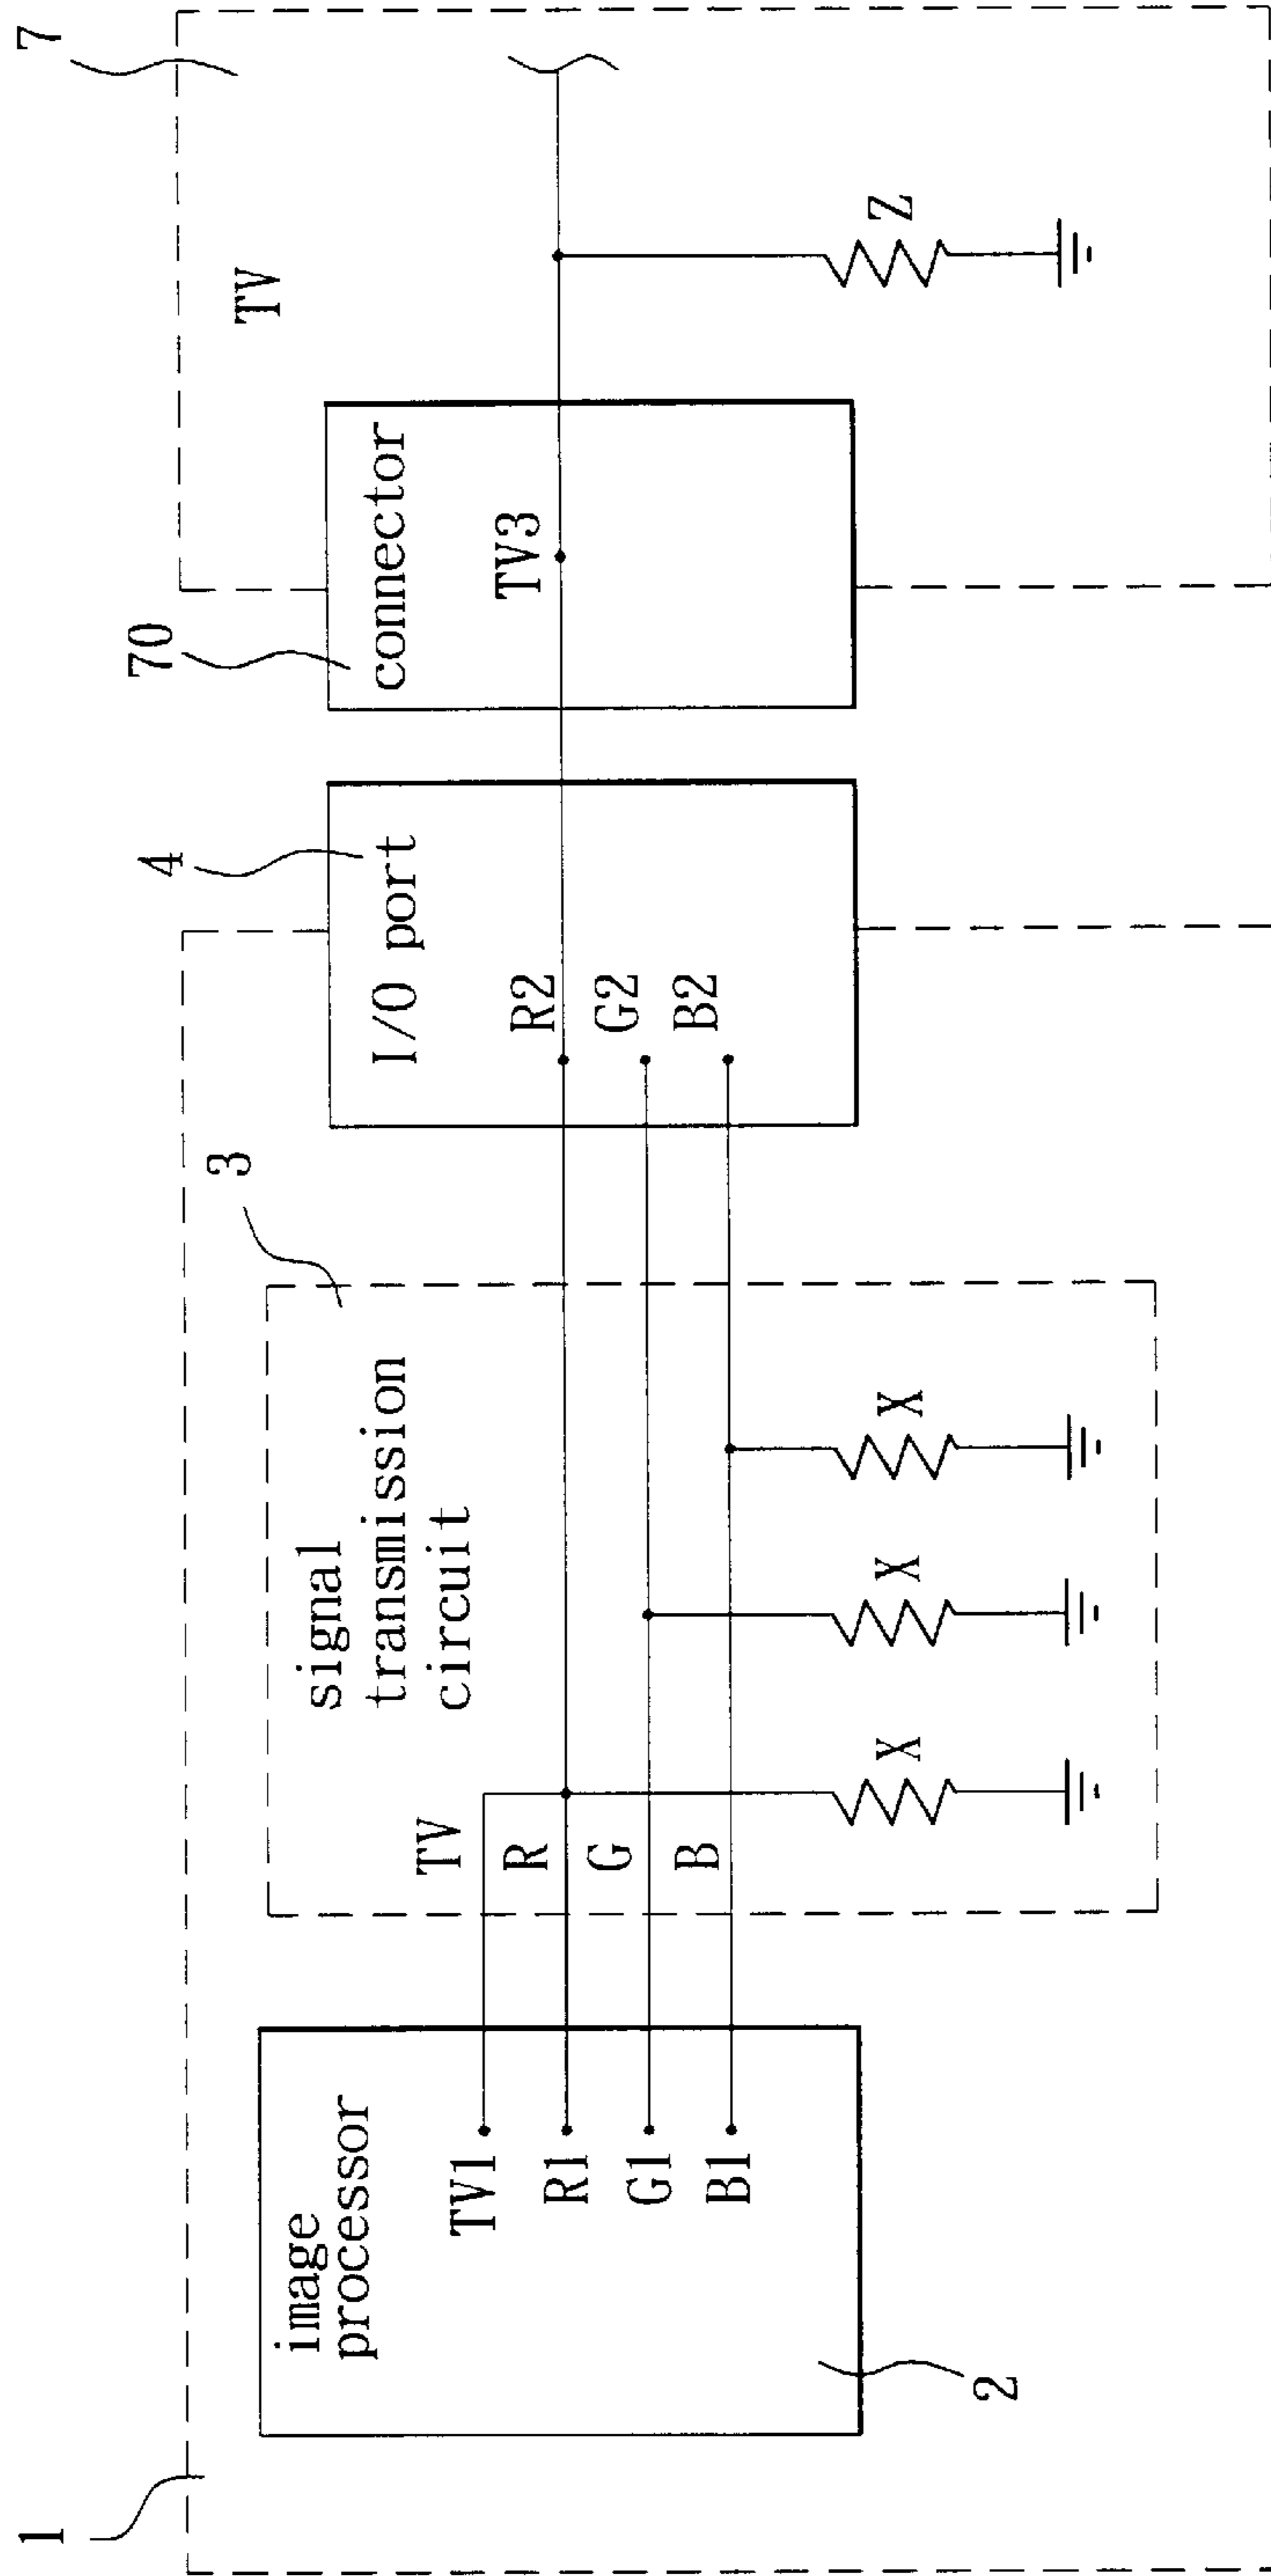 1
7
70
4
3
2
image
processor
TV1
R1
G1
B1
signal
transmission
circuit
TV
R
G
B
X
X
X
I/O port
R2
G2
B2
connector
TV3
TV
Z